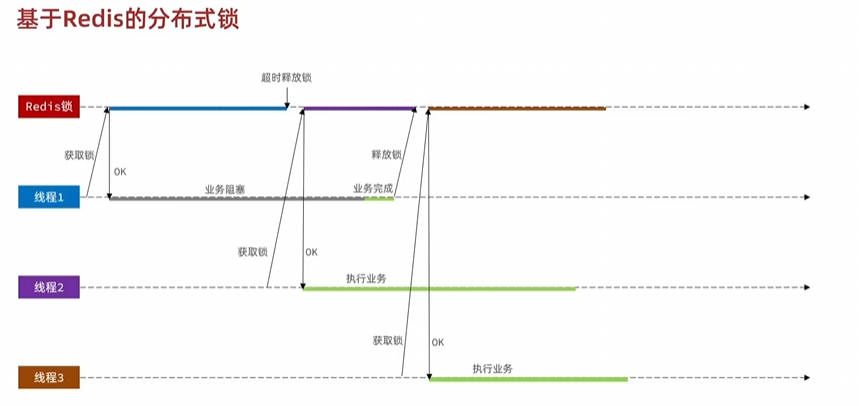 基于Redis的分布式锁
超时释放锁
Redis锁
获取锁
OK
释放锁
线程1
业务阻塞
业务完成
获取锁
OK
线程2
执行业务
获取锁
OK
线程3
执行业务